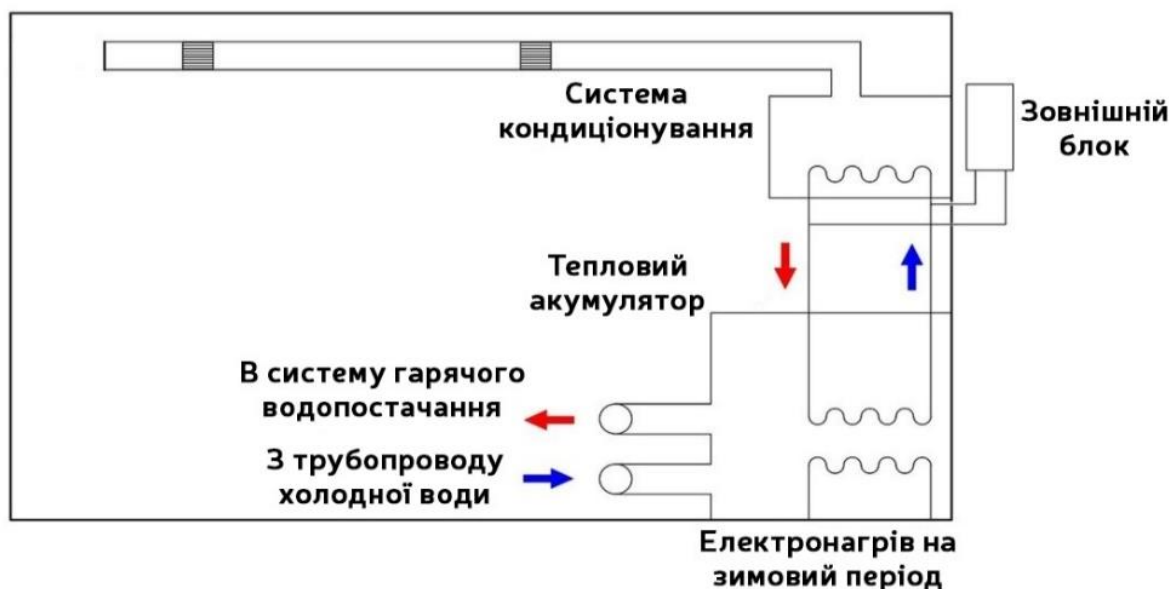 Система
кондиціонування
Зовнішній
блок
Тепловий
акумулятор
В систему гарячого
водопостачання
З трубопроводу
холодної води
Електронагрів на
зимовий період